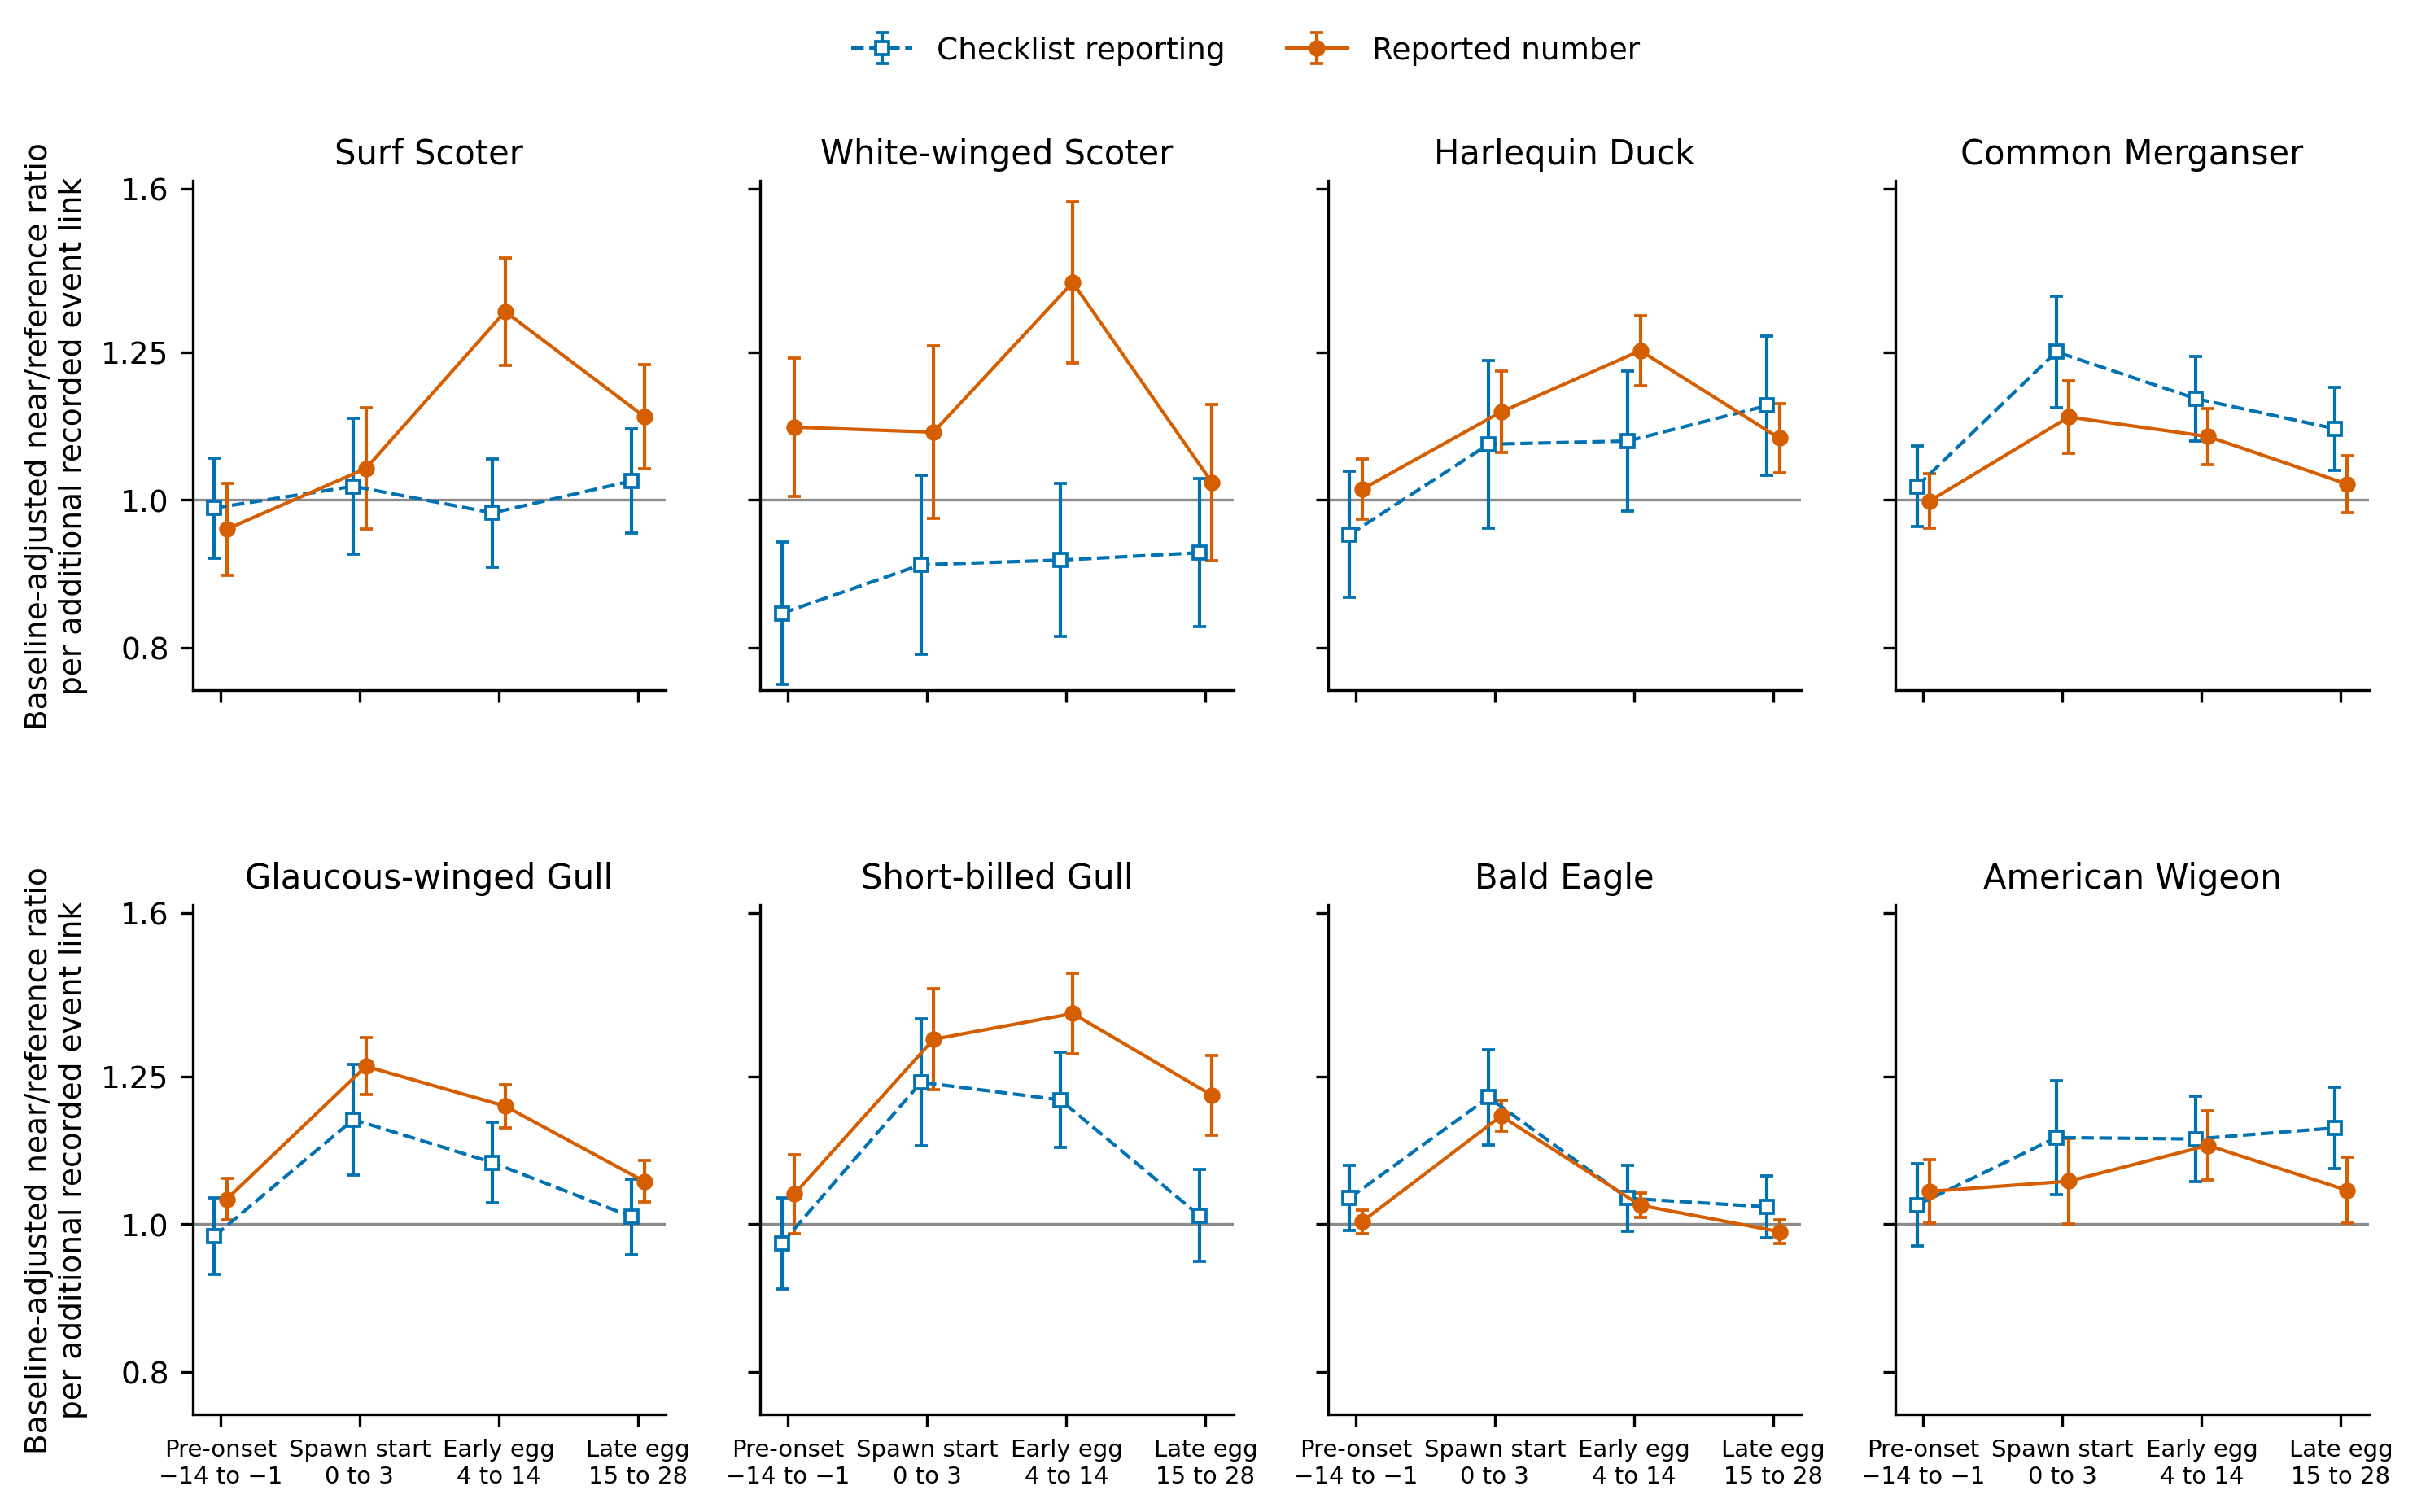 Checklist reporting
Reported number
Surf Scoter
White-winged Scoter
Harlequin Duck
Common Merganser
Baseline-adjusted near/reference ratio
per additional recorded event link
1.6
1.25
1.0
0.8
Glaucous-winged Gull
Short-billed Gull
Bald Eagle
American Wigeon
Baseline-adjusted near/reference ratio
per additional recorded event link
1.6
1.25
1.0
0.8
Pre-onset
−14 to −1
Spawn start
0 to 3
Early egg
4 to 14
Late egg
15 to 28
Pre-onset
−14 to −1
Spawn start
0 to 3
Early egg
4 to 14
Late egg
15 to 28
Pre-onset
−14 to −1
Spawn start
0 to 3
Early egg
4 to 14
Late egg
15 to 28
Pre-onset
−14 to −1
Spawn start
0 to 3
Early egg
4 to 14
Late egg
15 to 28